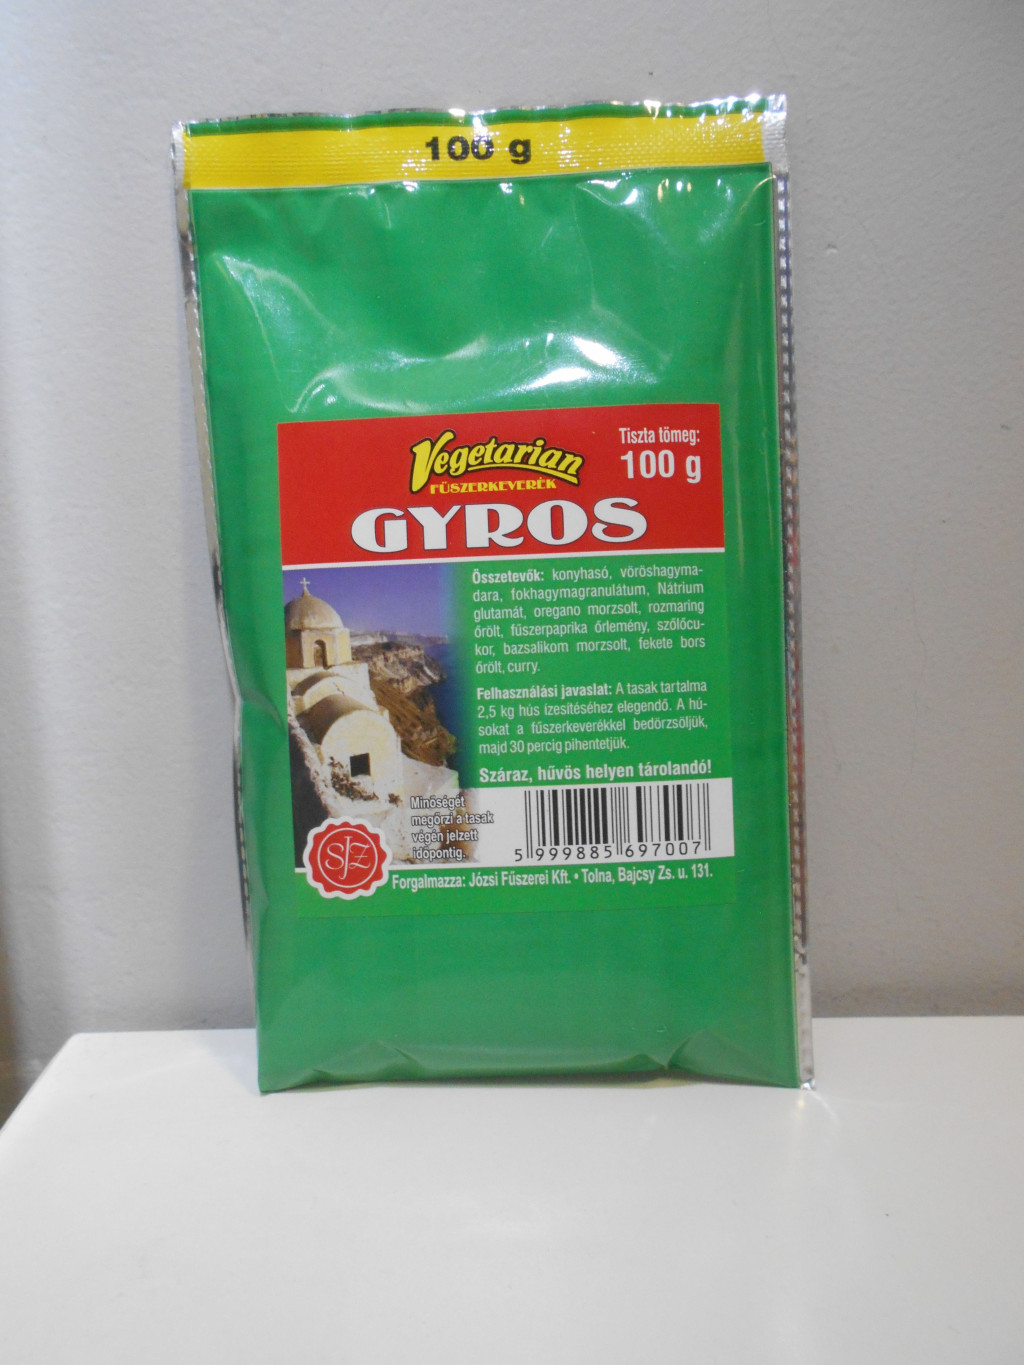 100 g
Vegetarian
FŰSZERKEVERÉK
GYROS
Tiszta tömeg:
100 g
Összetevők: konyhasó, vöröshagyma-
dara, fokhagymagranulátum, Nátrium
glutamát, oregano morzsolt, rozmaring
őrölt, fűszerpaprika őrlemény, szőlőcu-
kor, bazsalikom morzsolt, fekete bors
őrölt, curry.
Felhasználási javaslat: A tasak tartalma
2,5 kg hús ízesítéséhez elegendő. A hú-
sokat a fűszerkeverékkel bedörzsöljük,
majd 30 percig pihentetjük.
Száraz, hűvös helyen tárolandó!
Minőségét
megőrzi a tasak
végén jelzett
időpontig.
5 999885 697007
SJZ
Forgalmazza: Józsi Fűszerei Kft. • Tolna, Bajcsy Zs. u. 131.